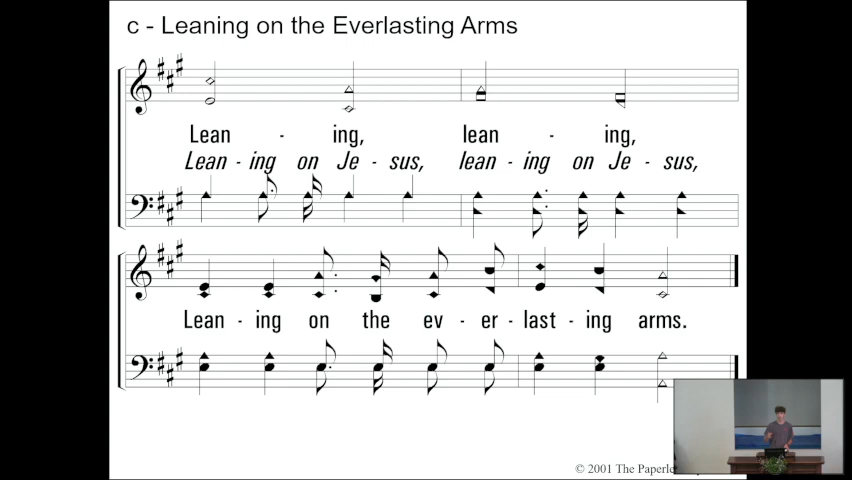 c - Leaning on the Everlasting Arms
Lean - ing, lean - ing,
Lean - ing on Je - sus, lean - ing on Je - sus,
Lean - ing on the ev - er - last - ing arms.
© 2001 The